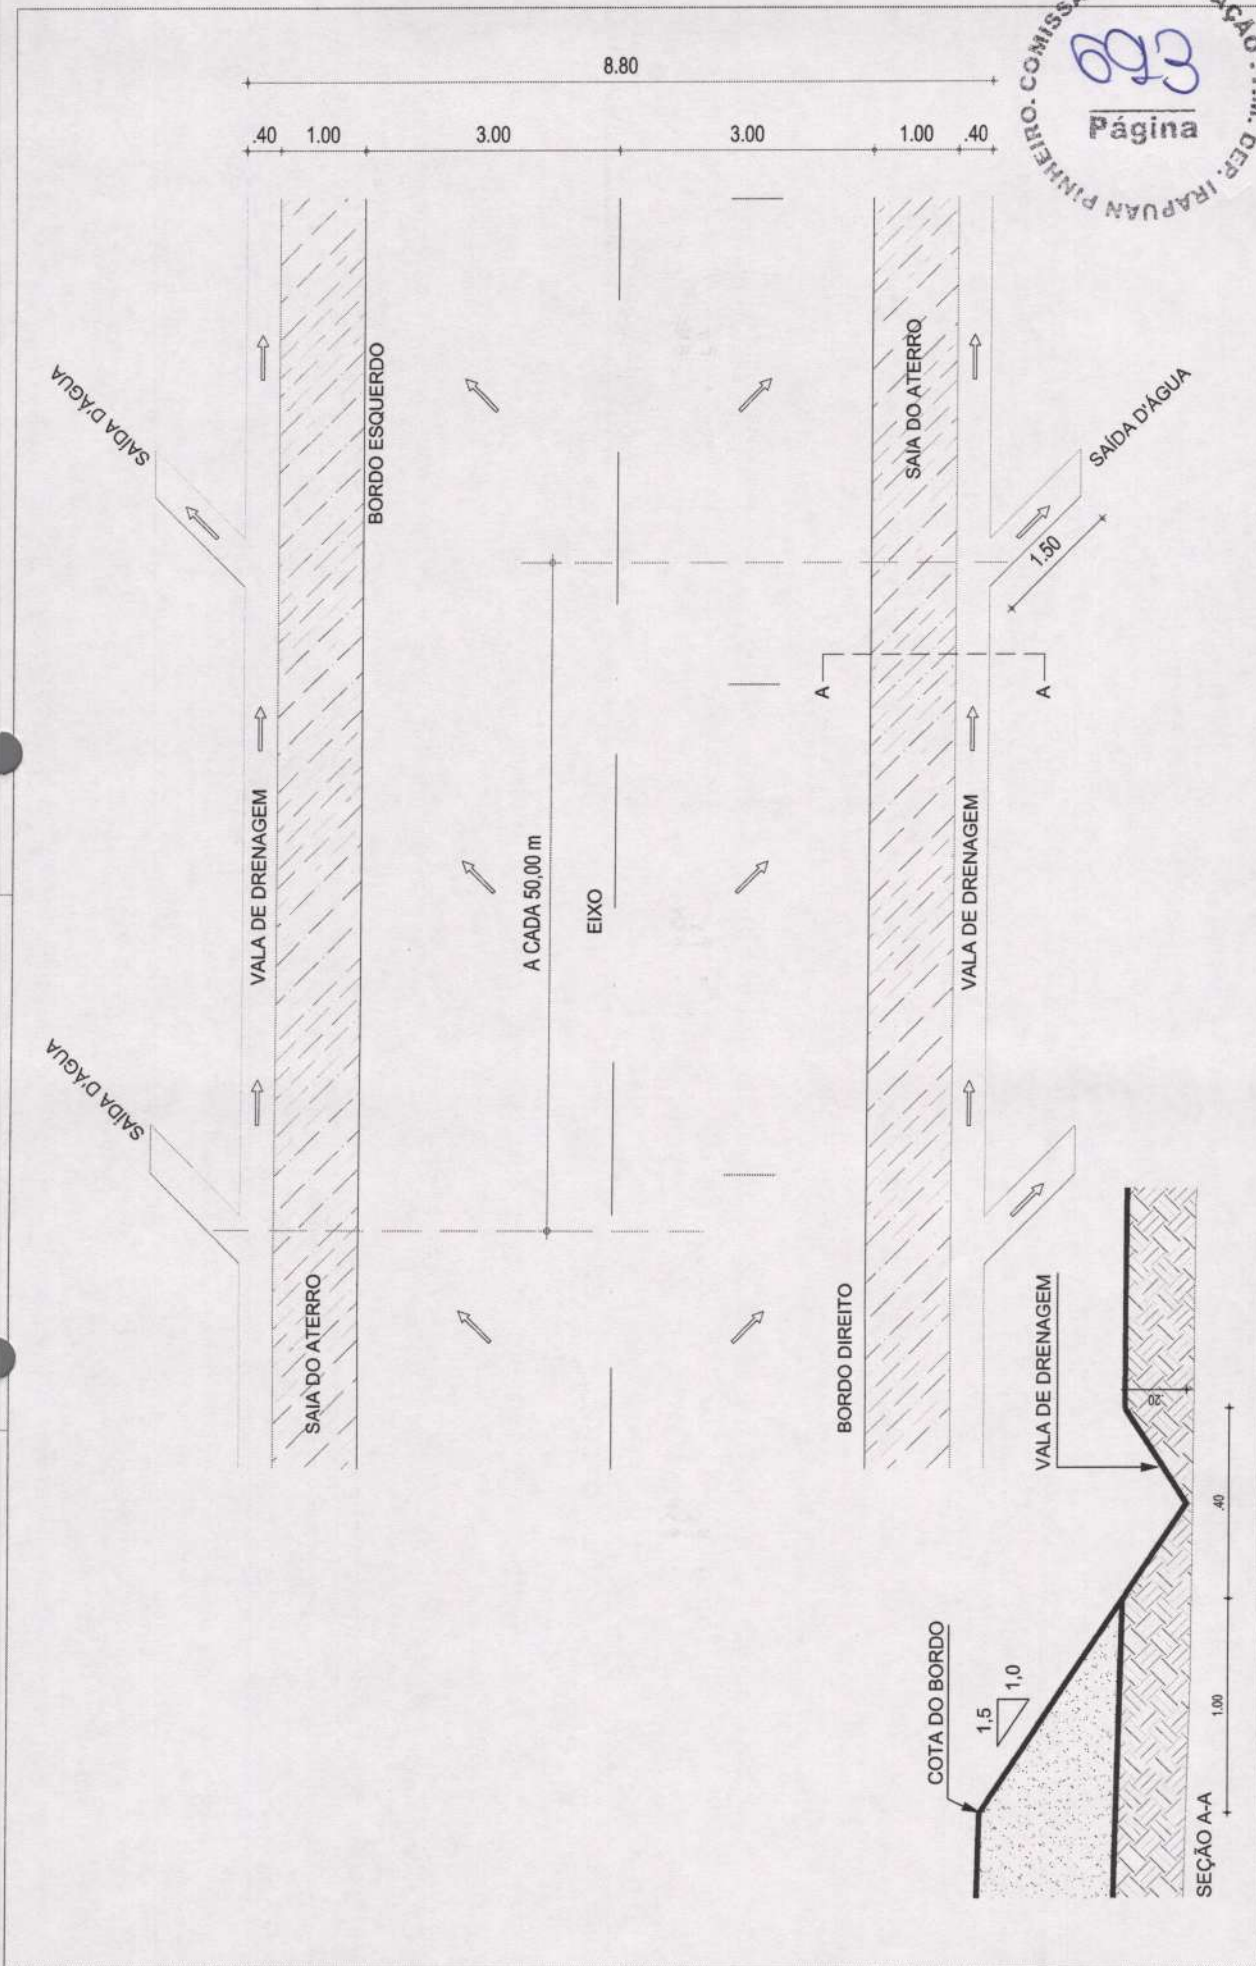 8.80
.40 1.00 3.00 3.00 1.00 .40
693
Página
PINHEIRO. COMISS
DEP. IRAPUAN PINHEIRO
SAÍDA D'ÁGUA
BORDO ESQUERDO
SAIA DO ATERRO
SAÍDA D'ÁGUA
1.50
A
A
VALA DE DRENAGEM
A CADA 50,00 m
EIXO
VALA DE DRENAGEM
SAÍDA D'ÁGUA
SAIA DO ATERRO
BORDO DIREITO
VALA DE DRENAGEM
.20
.40
COTA DO BORDO
1,5
1,0
1.00
SEÇÃO A-A